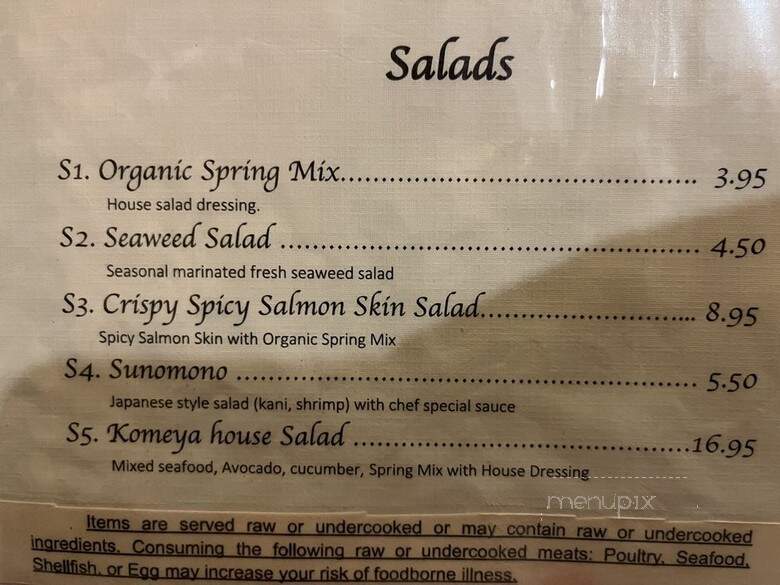 Salads
S1. Organic Spring Mix............................................ 3.95
House salad dressing.
S2. Seaweed Salad .................................................... 4.50
Seasonal marinated fresh seaweed salad
S3. Crispy Spicy Salmon Skin Salad........................... 8.95
Spicy Salmon Skin with Organic Spring Mix
S4. Sunomono .......................................................... 5.50
Japanese style salad (kani, shrimp) with chef special sauce
S5. Komeya house Salad ..........................................16.95
Mixed seafood, Avocado, cucumber, Spring Mix with House Dressing
menupix
. Items are served raw or undercooked or may contain raw or undercooked
ingredients. Consuming the following raw or undercooked meats: Poultry, Seafood,
Shellfish, or Egg may increase your risk of foodborne illness.